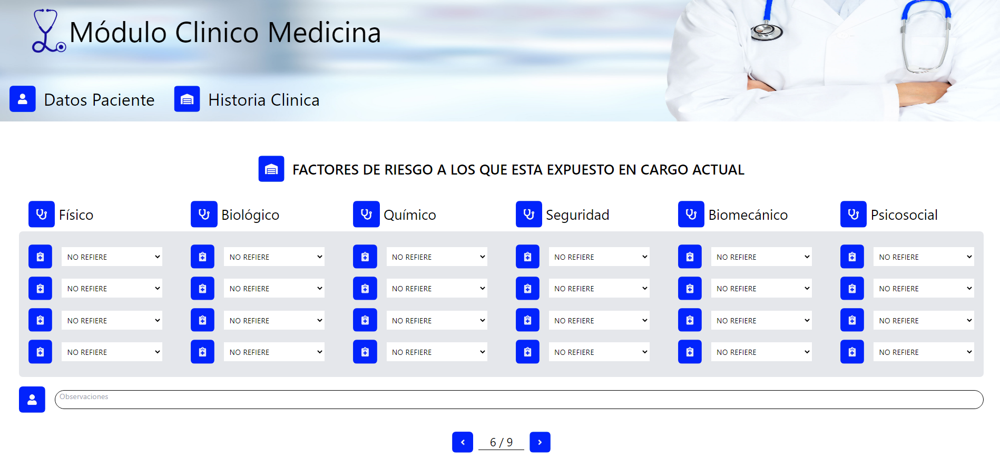 Módulo Clinico Medicina
Datos Paciente Historia Clinica
FACTORES DE RIESGO A LOS QUE ESTA EXPUESTO EN CARGO ACTUAL
Físico Biológico Químico Seguridad Biomecánico Psicosocial
NO REFIERE NO REFIERE NO REFIERE NO REFIERE NO REFIERE NO REFIERE
NO REFIERE NO REFIERE NO REFIERE NO REFIERE NO REFIERE NO REFIERE
NO REFIERE NO REFIERE NO REFIERE NO REFIERE NO REFIERE NO REFIERE
NO REFIERE NO REFIERE NO REFIERE NO REFIERE NO REFIERE NO REFIERE
Observaciones
6 / 9